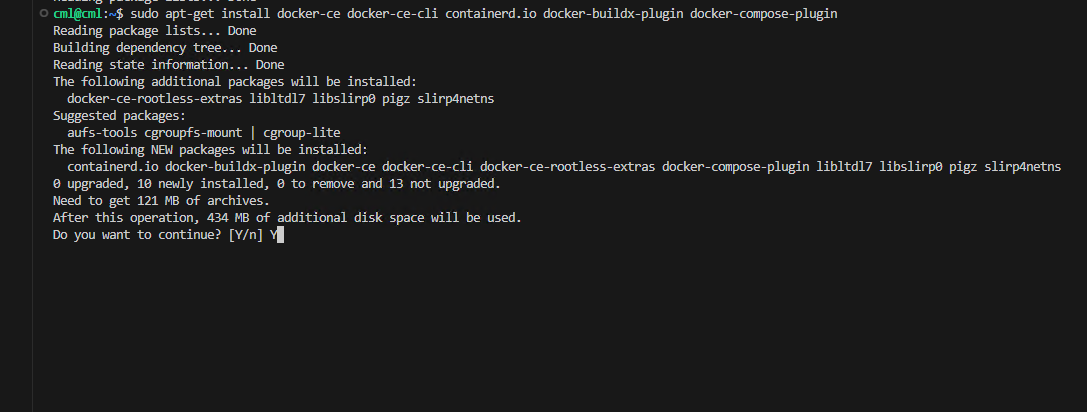 cml@cml:~$ sudo apt-get install docker-ce docker-ce-cli containerd.io docker-buildx-plugin docker-compose-plugin
Reading package lists... Done
Building dependency tree... Done
Reading state information... Done
The following additional packages will be installed:
  docker-ce-rootless-extras libltdl7 libslirp0 pigz slirp4netns
Suggested packages:
  aufs-tools cgroupfs-mount | cgroup-lite
The following NEW packages will be installed:
  containerd.io docker-buildx-plugin docker-ce docker-ce-cli docker-ce-rootless-extras docker-compose-plugin libltdl7 libslirp0 pigz slirp4netns
0 upgraded, 10 newly installed, 0 to remove and 13 not upgraded.
Need to get 121 MB of archives.
After this operation, 434 MB of additional disk space will be used.
Do you want to continue? [Y/n] Y